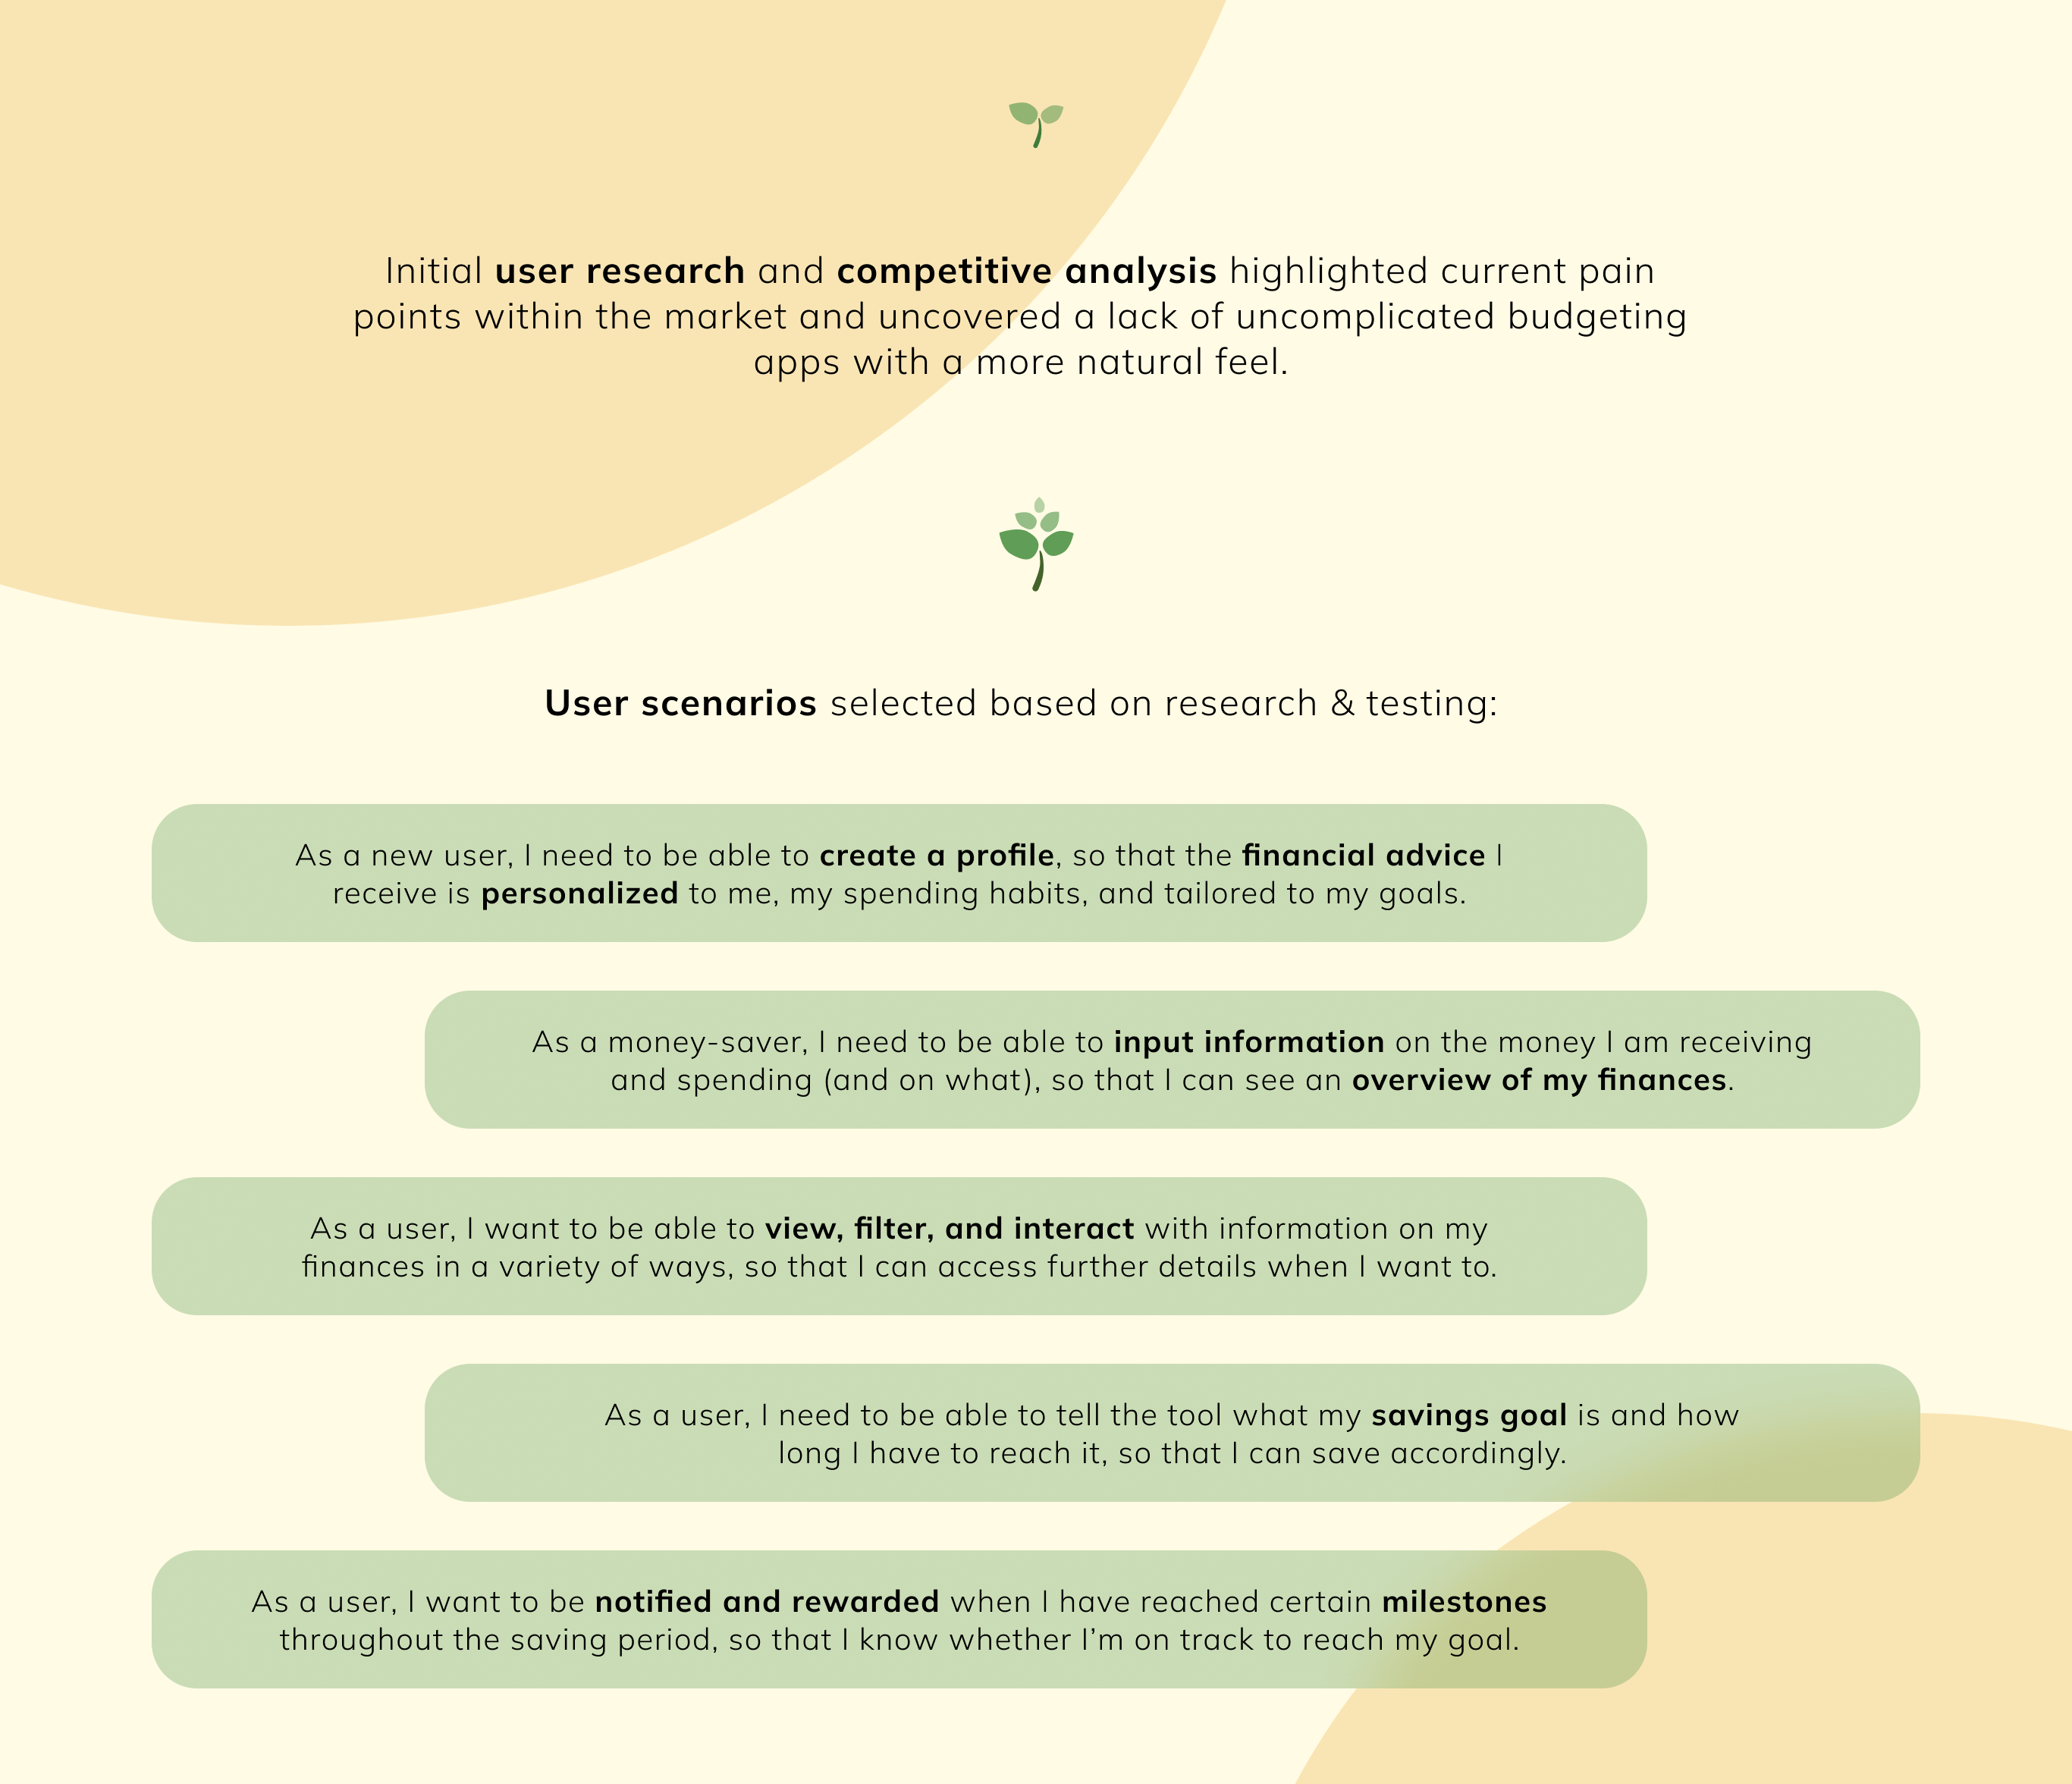 Initial user research and competitive analysis highlighted current pain
points within the market and uncovered a lack of uncomplicated budgeting
apps with a more natural feel.
User scenarios selected based on research & testing:
As a new user, I need to be able to create a profile, so that the financial advice I
receive is personalized to me, my spending habits, and tailored to my goals.
As a money-saver, I need to be able to input information on the money I am receiving
and spending (and on what), so that I can see an overview of my finances.
As a user, I want to be able to view, filter, and interact with information on my
finances in a variety of ways, so that I can access further details when I want to.
As a user, I need to be able to tell the tool what my savings goal is and how
long I have to reach it, so that I can save accordingly.
As a user, I want to be notified and rewarded when I have reached certain milestones
throughout the saving period, so that I know whether I’m on track to reach my goal.